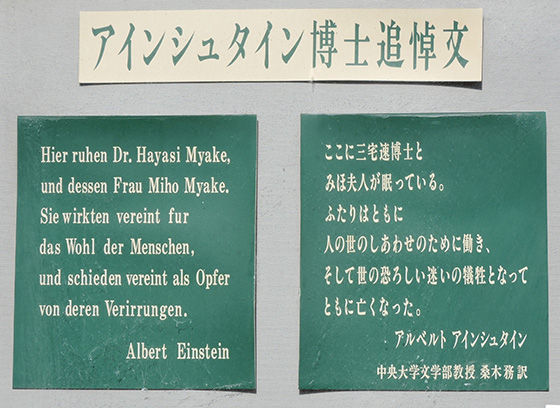 アインシュタイン博士追悼文
Hier ruhen Dr. Hayasi Myake,
und dessen Frau Miho Myake.
Sie wirkten vereint fur
das Wohl der Menschen,
und schieden vereint als Opfer
von deren Verirrungen.
Albert Einstein
ここに三宅速博士と
みほ夫人が眠っている。
ふたりはともに
人の世のしあわせのために働き、
そして世の恐ろしい迷いの犠牲となって
ともに亡くなった。
アルベルト アインシュタイン
中央大学文学部教授 桑木務訳